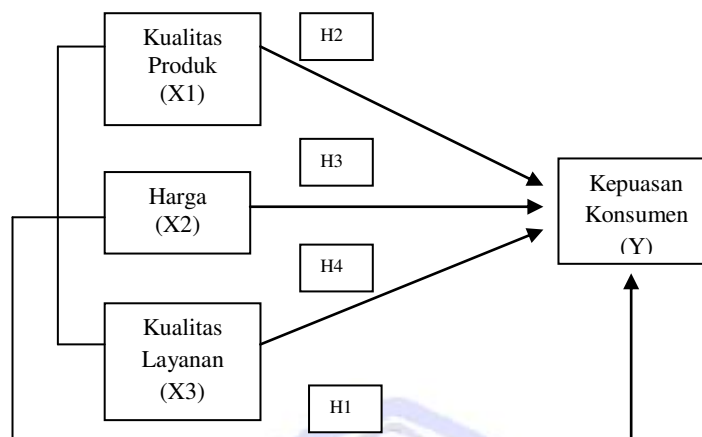 Kualitas
Produk
(X1)
H2
H3
Harga
(X2)
Kepuasan
Konsumen
(Y)
H4
Kualitas
Layanan
(X3)
H1